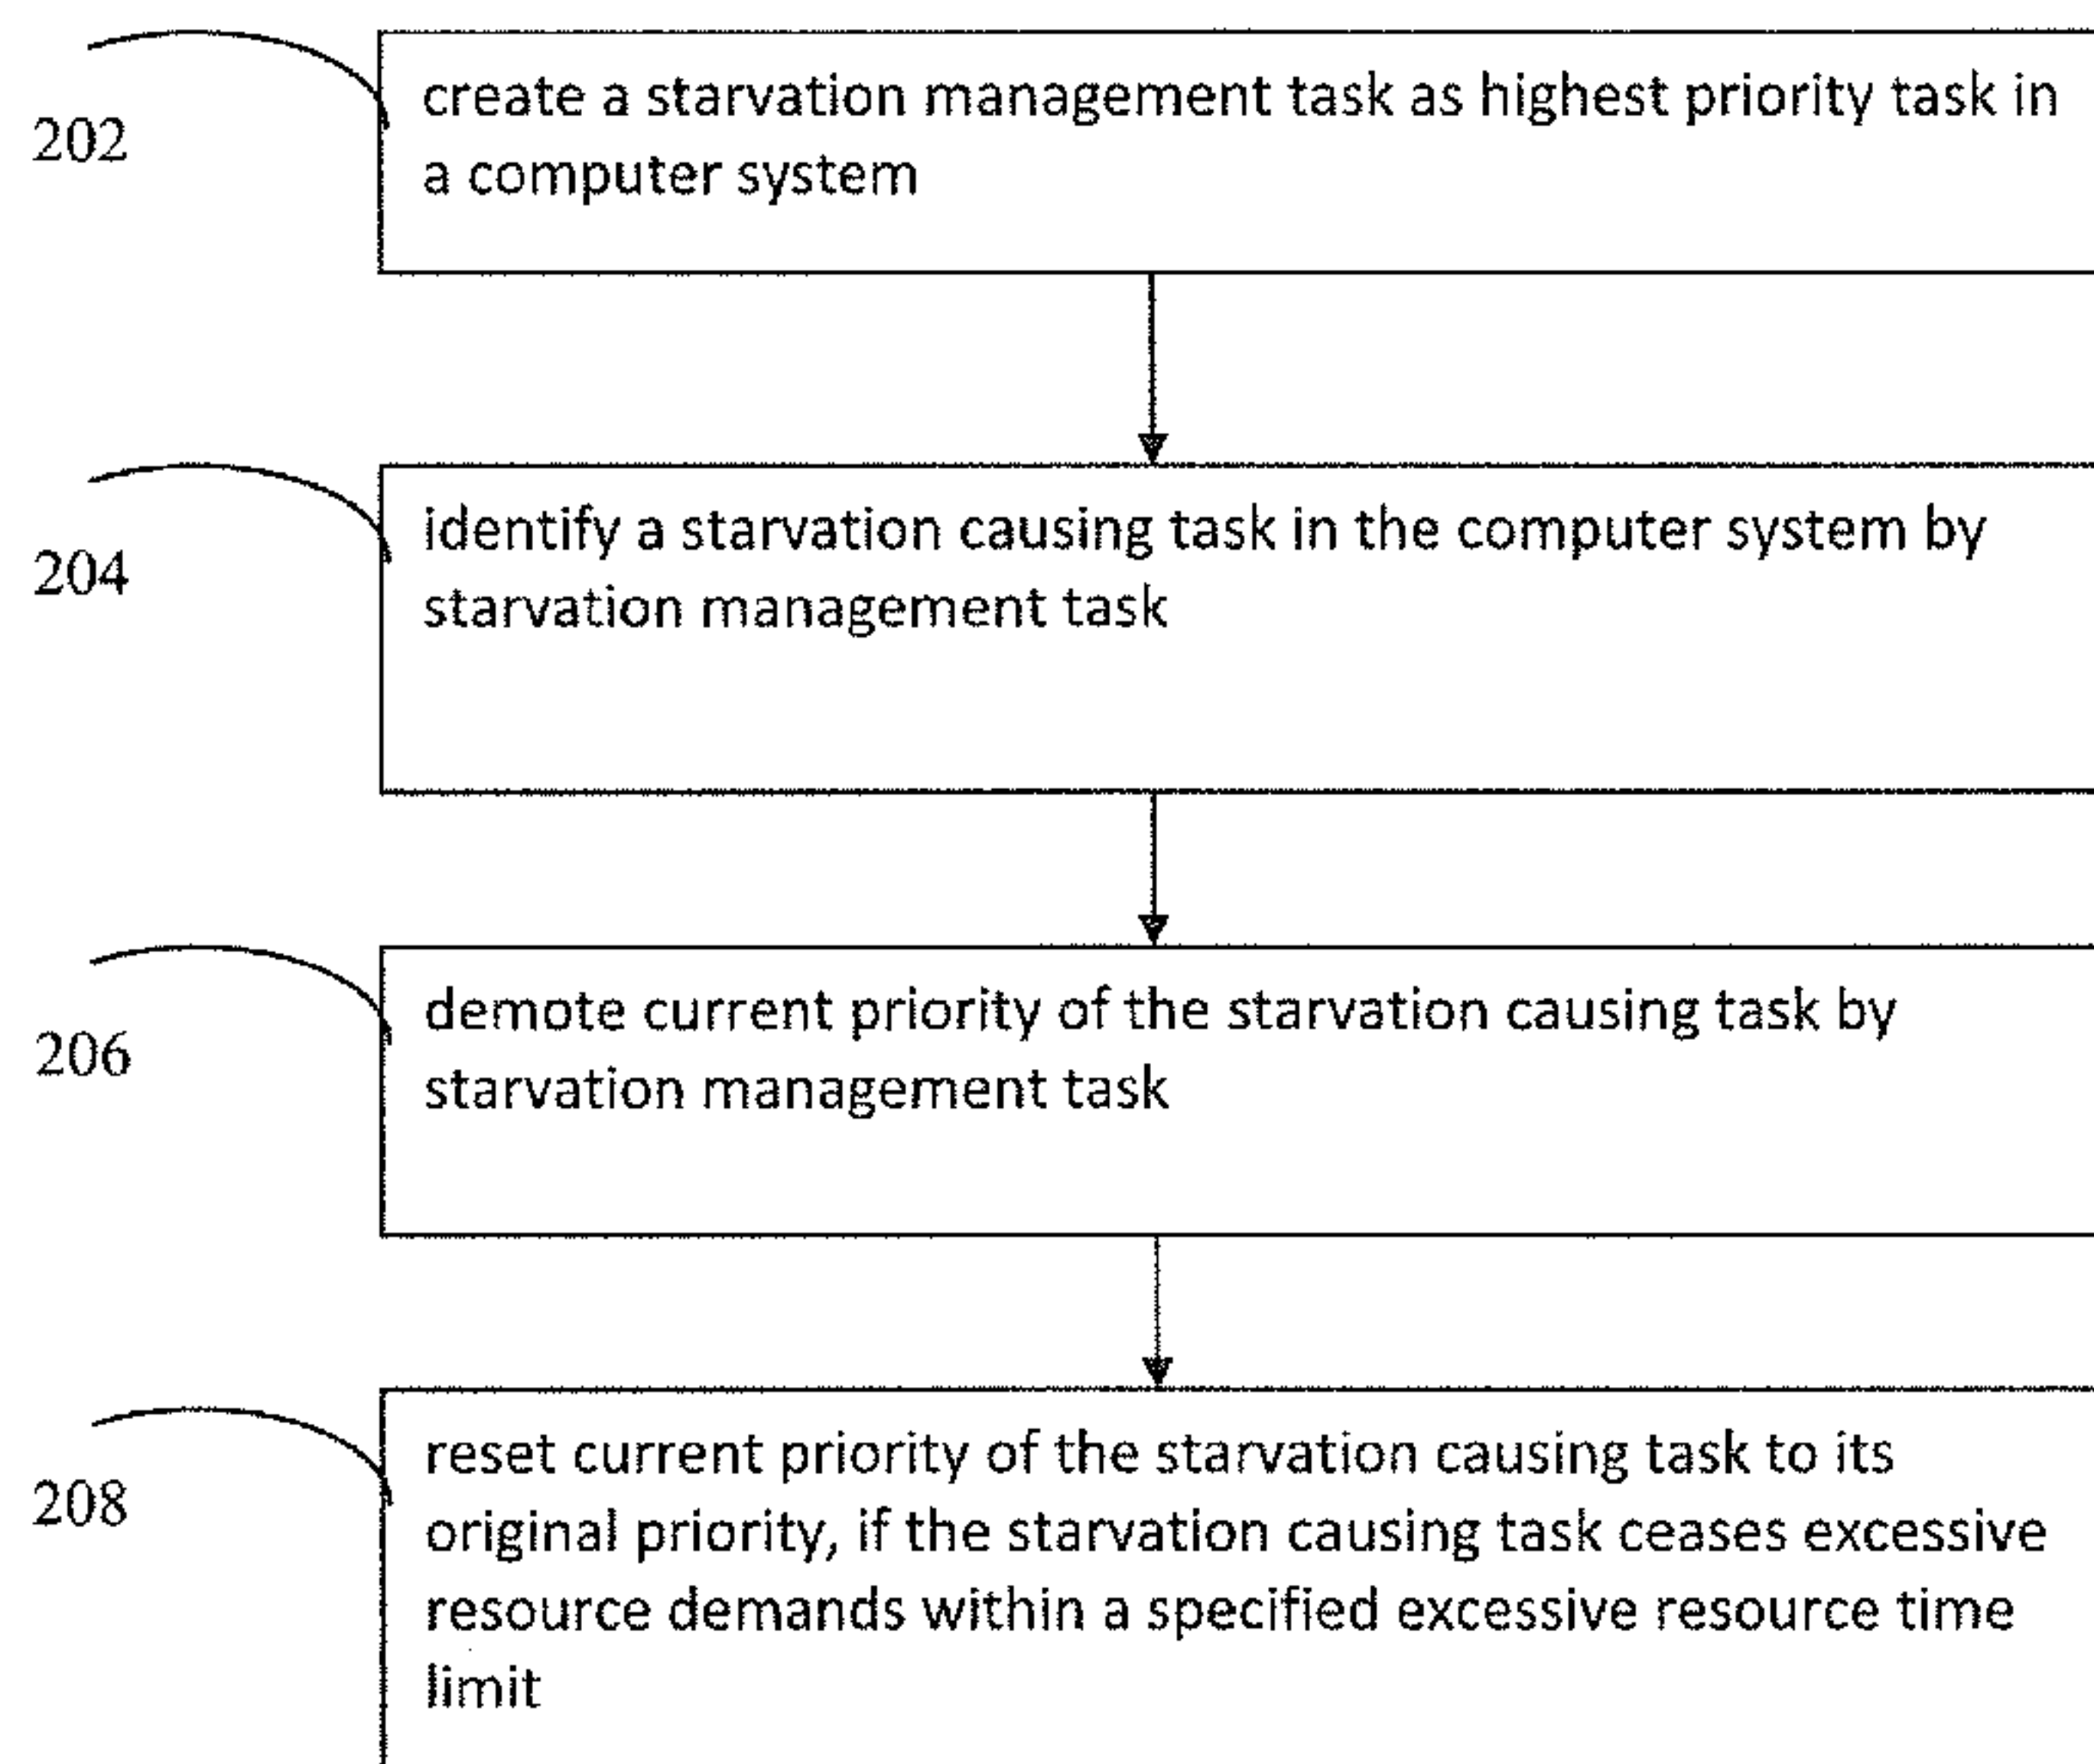 202
create a starvation management task as highest priority task in
a computer system
204
identify a starvation causing task in the computer system by
starvation management task
206
demote current priority of the starvation causing task by
starvation management task
208
reset current priority of the starvation causing task to its
original priority, if the starvation causing task ceases excessive
resource demands within a specified excessive resource time
limit